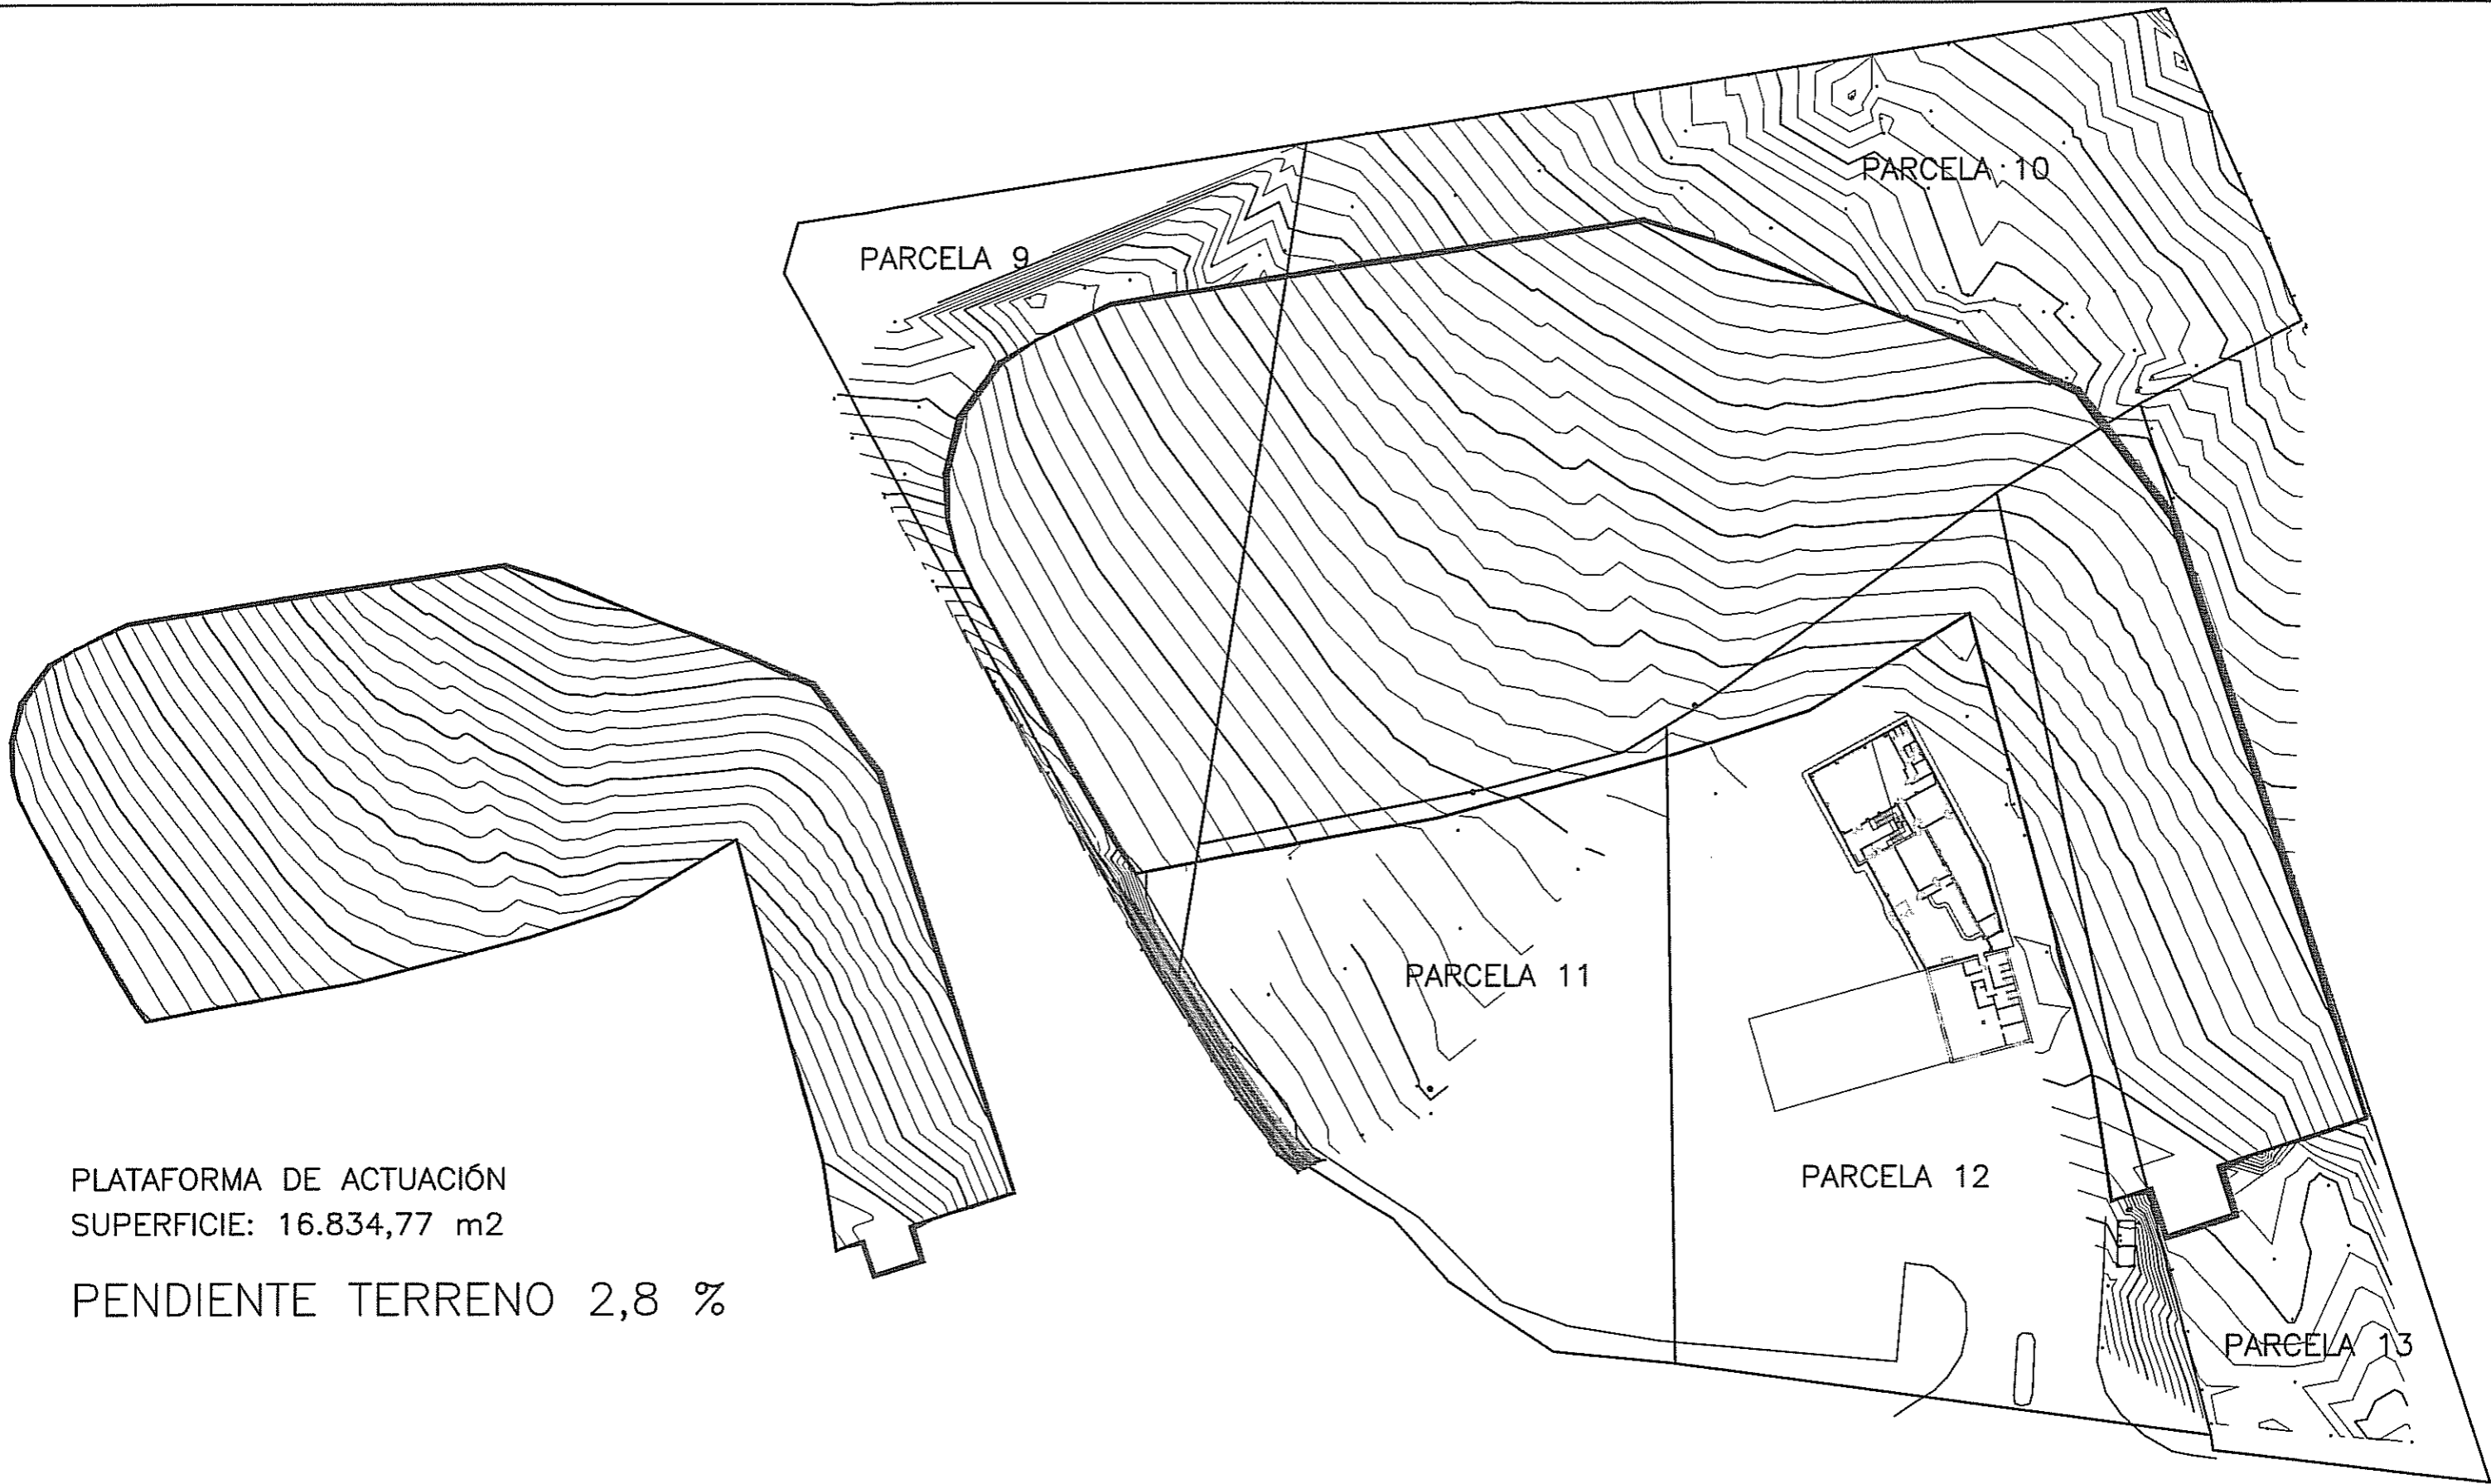 PARCELA 10
PARCELA 9
PARCELA 11
PARCELA 12
PARCELA 13
PLATAFORMA DE ACTUACIÓN
SUPERFICIE: 16.834,77 m2
PENDIENTE TERRENO 2,8 %